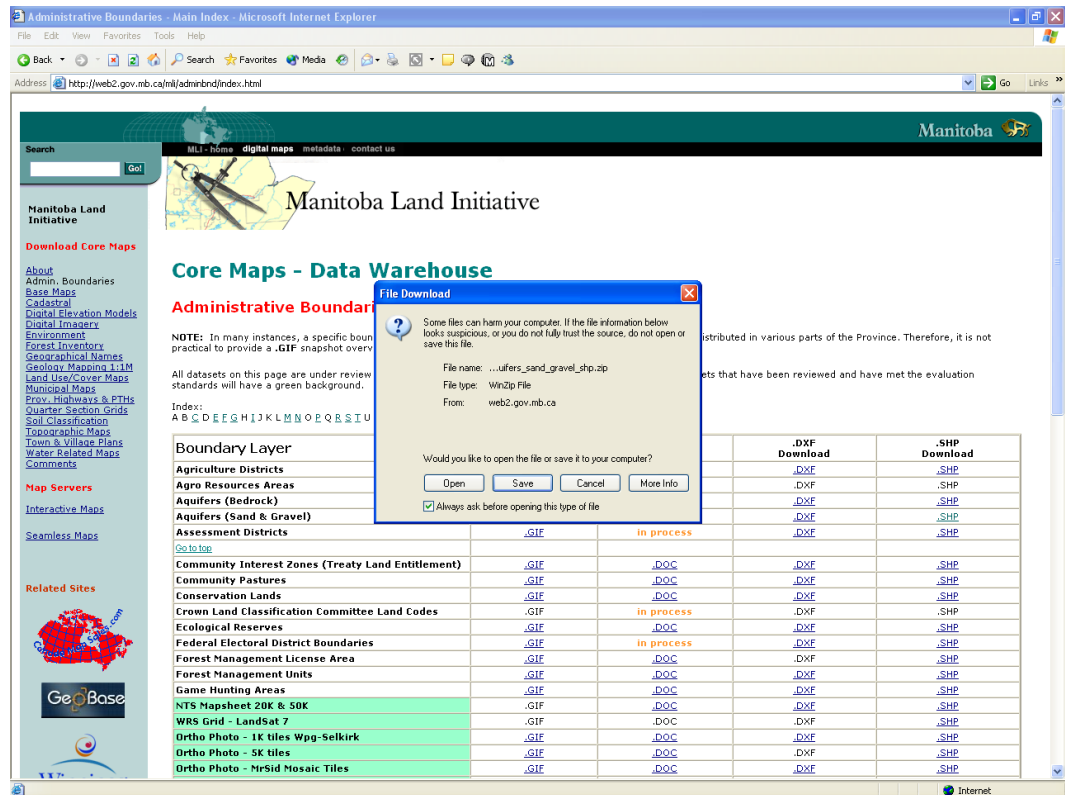 Administrative Boundaries - Main Index - Microsoft Internet Explorer
File Edit View Favorites Tools Help
Back Search Favorites Media
Address http://web2.gov.mb.ca/mli/adminbnd/index.html Go Links »
Manitoba
Search
MLI - home digital maps metadata contact us
Go!
Manitoba Land Initiative
Manitoba Land
Initiative
Download Core Maps
About
Admin. Boundaries
Base Maps
Cadastral
Digital Elevation Models
Digital Imagery
Environment
Forest Inventory
Geographical Names
Geology Mapping 1:1M
Land Use/Cover Maps
Municipal Maps
Prov. Highways & PTHs
Quarter Section Grids
Soil Classification
Topographic Maps
Town & Village Plans
Water Related Maps
Comments
Map Servers
Interactive Maps
Seamless Maps
Related Sites
GeoBase
Core Maps - Data Warehouse
Administrative Boundari
NOTE: In many instances, a specific boun
istributed in various parts of the Province. Therefore, it is not
practical to provide a .GIF snapshot overv
All datasets on this page are under review
ets that have been reviewed and have met the evaluation
standards will have a green background.
Index:
A B C D E F G H I J K L M N O P Q R S T U
File Download
Some files can harm your computer. If the file information below
looks suspicious, or you do not fully trust the source, do not open or
save this file.
File name: ...uifers_sand_gravel_shp.zip
File type: WinZip File
From: web2.gov.mb.ca
Would you like to open the file or save it to your computer?
Open Save Cancel More Info
Always ask before opening this type of file
Boundary Layer .DXF Download .SHP Download
Agriculture Districts .DXF .SHP
Agro Resources Areas .DXF .SHP
Aquifers (Bedrock) .DXF .SHP
Aquifers (Sand & Gravel) .DXF .SHP
Assessment Districts .GIF in process .DXF .SHP
Go to top
Community Interest Zones (Treaty Land Entitlement) .GIF .DOC .DXF .SHP
Community Pastures .GIF .DOC .DXF .SHP
Conservation Lands .GIF .DOC .DXF .SHP
Crown Land Classification Committee Land Codes .GIF in process .DXF .SHP
Ecological Reserves .GIF .DOC .DXF .SHP
Federal Electoral District Boundaries .GIF in process .DXF .SHP
Forest Management License Area .GIF .DOC .DXF .SHP
Forest Management Units .GIF .DOC .DXF .SHP
Game Hunting Areas .GIF .DOC .DXF .SHP
NTS Mapsheet 20K & 50K .GIF .DOC .DXF .SHP
WRS Grid - LandSat 7 .GIF .DOC .DXF .SHP
Ortho Photo - 1K tiles Wpg-Selkirk .GIF .DOC .DXF .SHP
Ortho Photo - 5K tiles .GIF .DOC .DXF .SHP
Ortho Photo - MrSid Mosaic Tiles .GIF .DOC .DXF .SHP
Internet